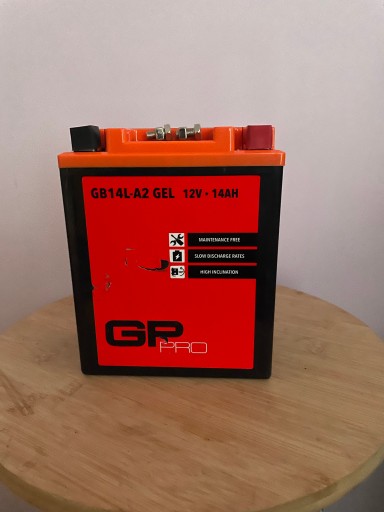 GB14L-A2 GEL 12V • 14AH
MAINTENANCE FREE
SLOW DISCHARGE RATES
HIGH INCLINATION
GP
PRO